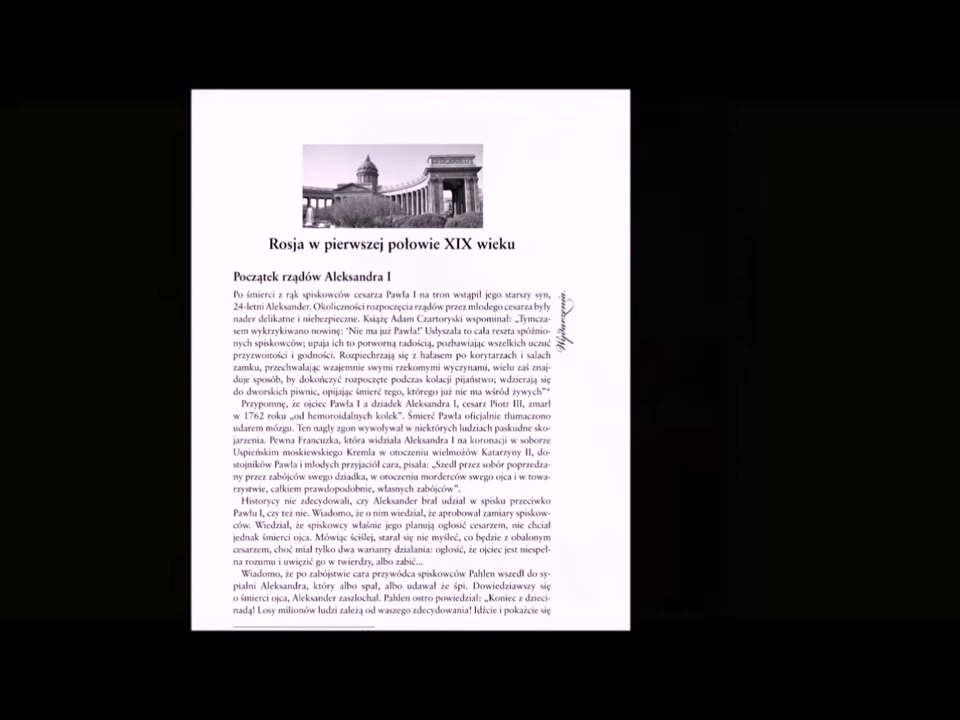 Rosja w pierwszej połowie XIX wieku
Początek rządów Aleksandra I
Po śmierci z rąk spiskowców cesarza Pawła I na tron wstąpił jego starszy syn,
24-letni Aleksander. Okoliczności rozpoczęcia rządów przez młodego cesarza były
nader delikatne i niebezpieczne. Książę Adam Czartoryski wspominał: „Tymcza-
sem wykrzykiwano nowinę: ‘Nie ma już Pawła!’ Usłyszała to cała reszta spóźnio-
nych spiskowców; upaja ich to potworną radością, pozbawiając wszelkich uczuć
przyzwoitości i godności. Rozpierzchają się z hałasem po korytarzach i salach
zamku, przechwalając wzajemnie swymi rzekomymi wyczynami, wielu zaś znaj-
duje sposób, by dokończyć rozpoczęte podczas kolacji pijaństwo; wdzierają się
do dworskich piwnic, opijając śmierć tego, którego już nie ma wśród żywych”*
Przypomnę, że ojciec Pawła I a dziadek Aleksandra I, cesarz Piotr III, zmarł
w 1762 roku „od hemoroidalnych kolek”. Śmierć Pawła oficjalnie tłumaczono
udarem mózgu. Ten nagły zgon wywoływał w niektórych ludziach paskudne sko-
jarzenia. Pewna Francuzka, która widziała Aleksandra I na koronacji w soborze
Uspieńskim moskiewskiego Kremla w otoczeniu wielmożów Katarzyny II, do-
stojników Pawła i młodych przyjaciół cara, pisała: „Szedł przez sobór poprzedza-
ny przez zabójców swego dziadka, w otoczeniu morderców swego ojca i w towa-
rzystwie, całkiem prawdopodobnie, własnych zabójców”.
Historycy nie zdecydowali, czy Aleksander brał udział w spisku przeciwko
Pawłu I, czy też nie. Wiadomo, że o nim wiedział, że aprobował zamiary spiskow-
ców. Wiedział, że spiskowcy właśnie jego planują ogłosić cesarzem, nie chciał
jednak śmierci ojca. Mówiąc ściślej, starał się nie myśleć, co będzie z obalonym
cesarzem, choć miał tylko dwa warianty działania: ogłosić, że ojciec jest niespeł-
na rozumu i uwięzić go w twierdzy, albo zabić...
Wiadomo, że po zabójstwie cara przywódca spiskowców Pahlen wszedł do sy-
pialni Aleksandra, który albo spał, albo udawał że śpi. Dowiedziawszy się
o śmierci ojca, Aleksander zaszlochał. Pahlen ostro powiedział: „Koniec z dzieci-
nadą! Losy milionów ludzi zależą od waszego zdecydowania! Idźcie i pokażcie się
Wydarzenia.